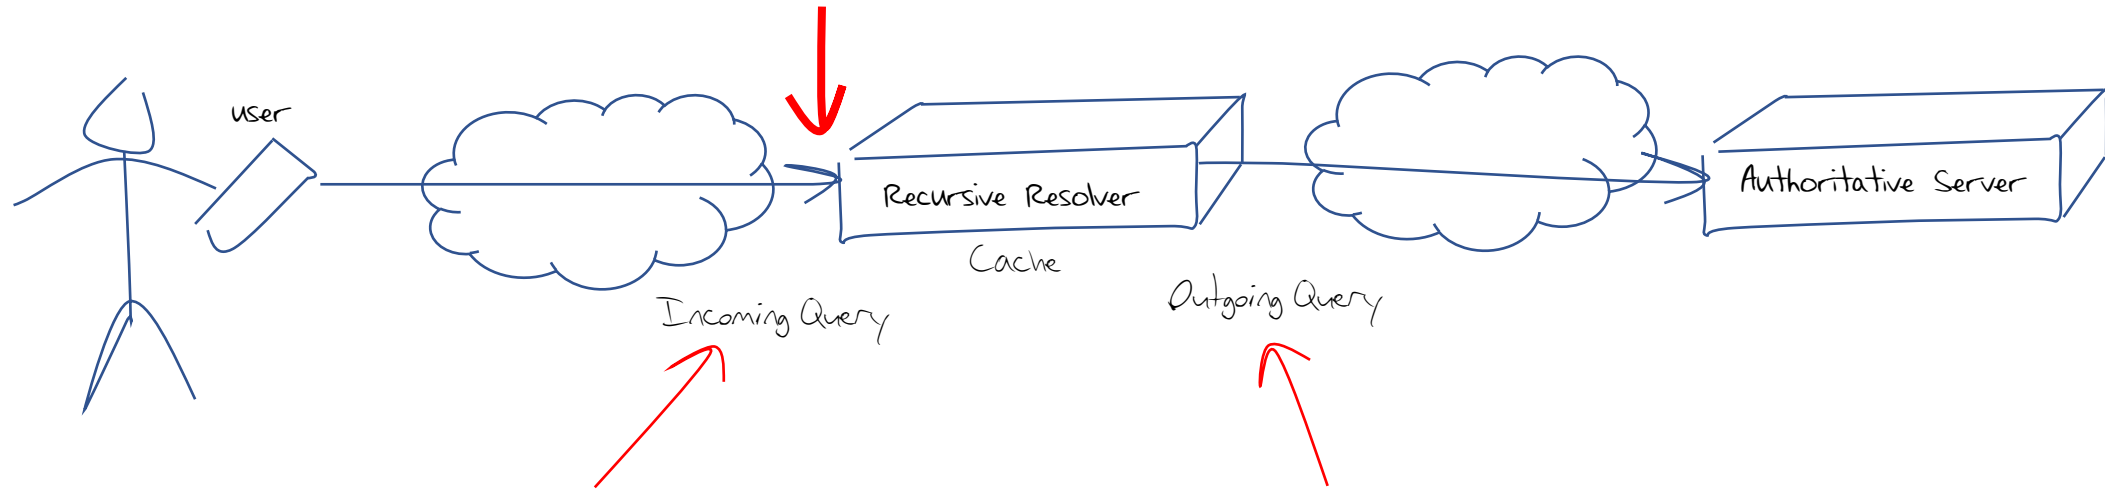 user
Recursive Resolver
Authoritative Server
Cache
Incoming Query
Outgoing Query